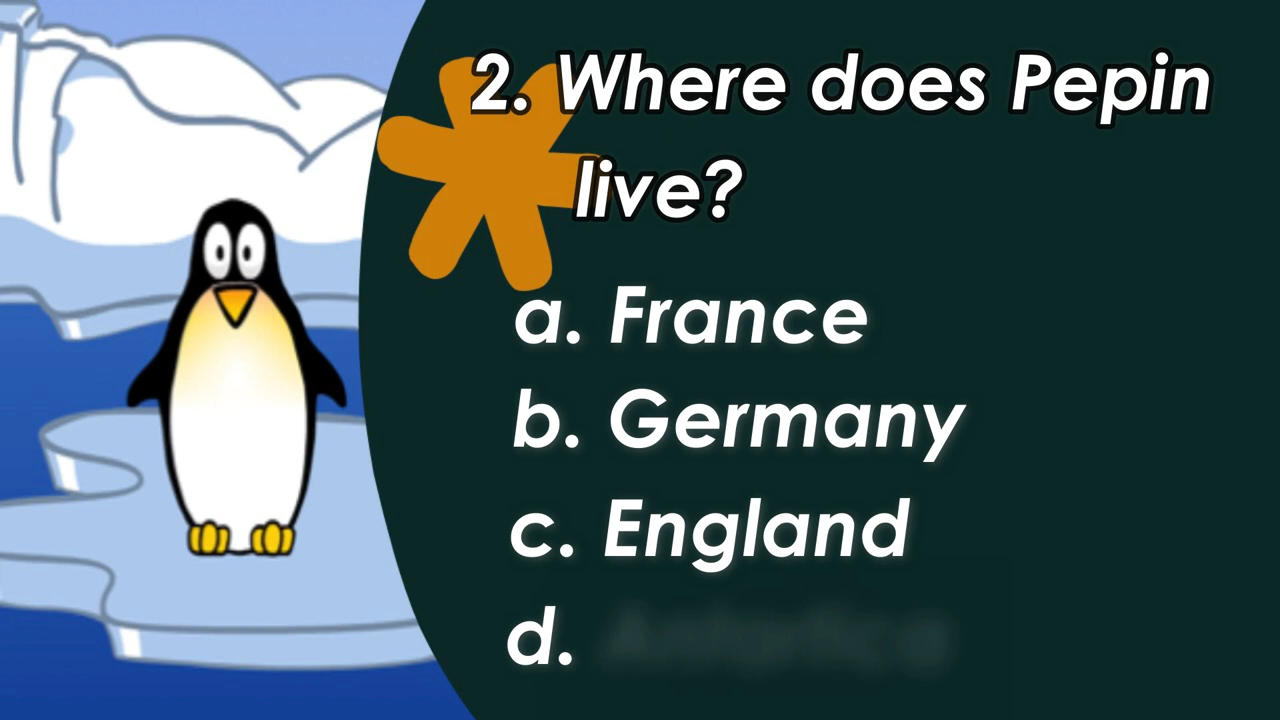 2. Where does Pepin
live?
a. France
b. Germany
c. England
d.